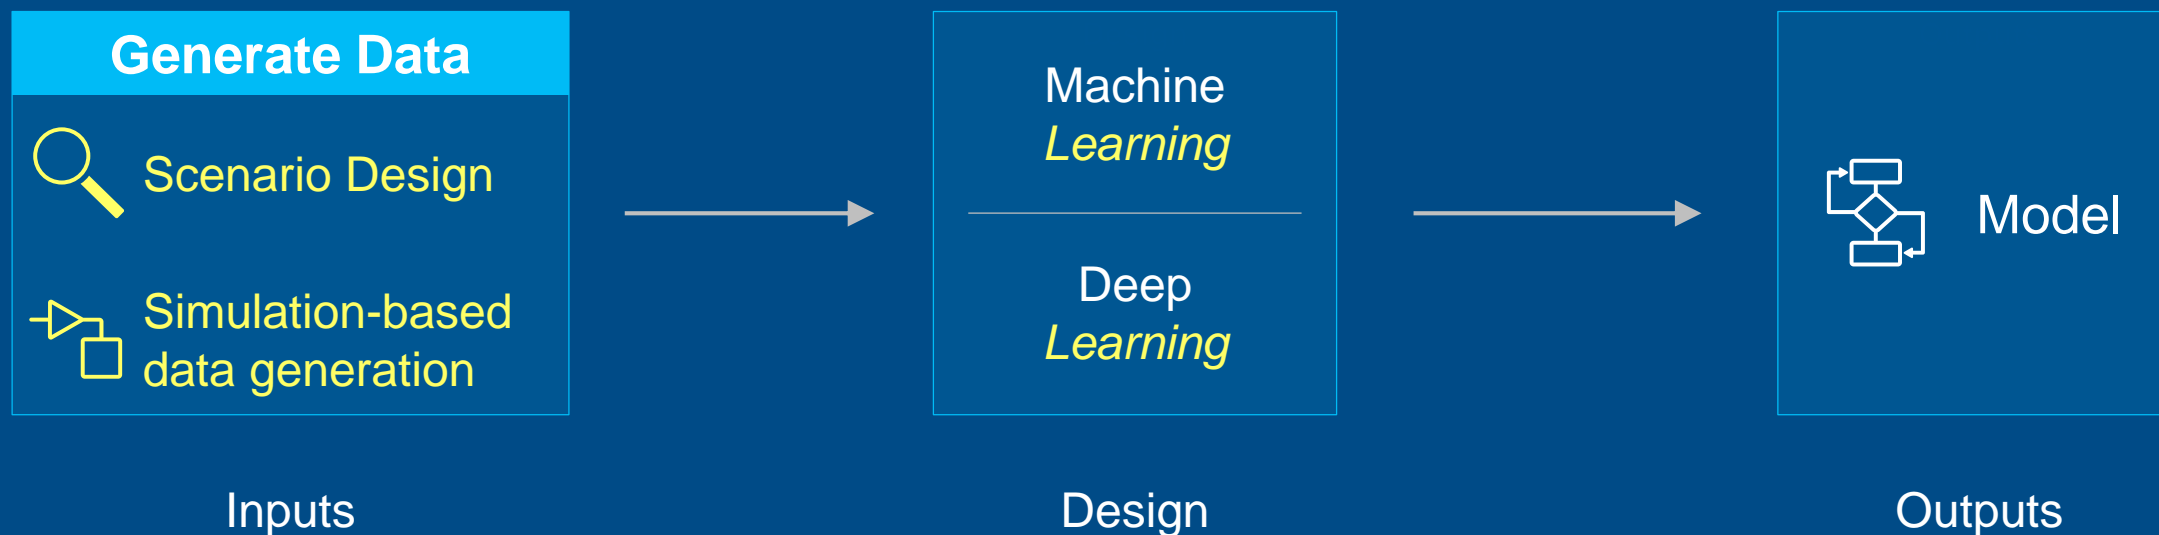 Generate Data
Scenario Design
Simulation-based
data generation
Machine
Learning
Deep
Learning
Model
Inputs
Design
Outputs